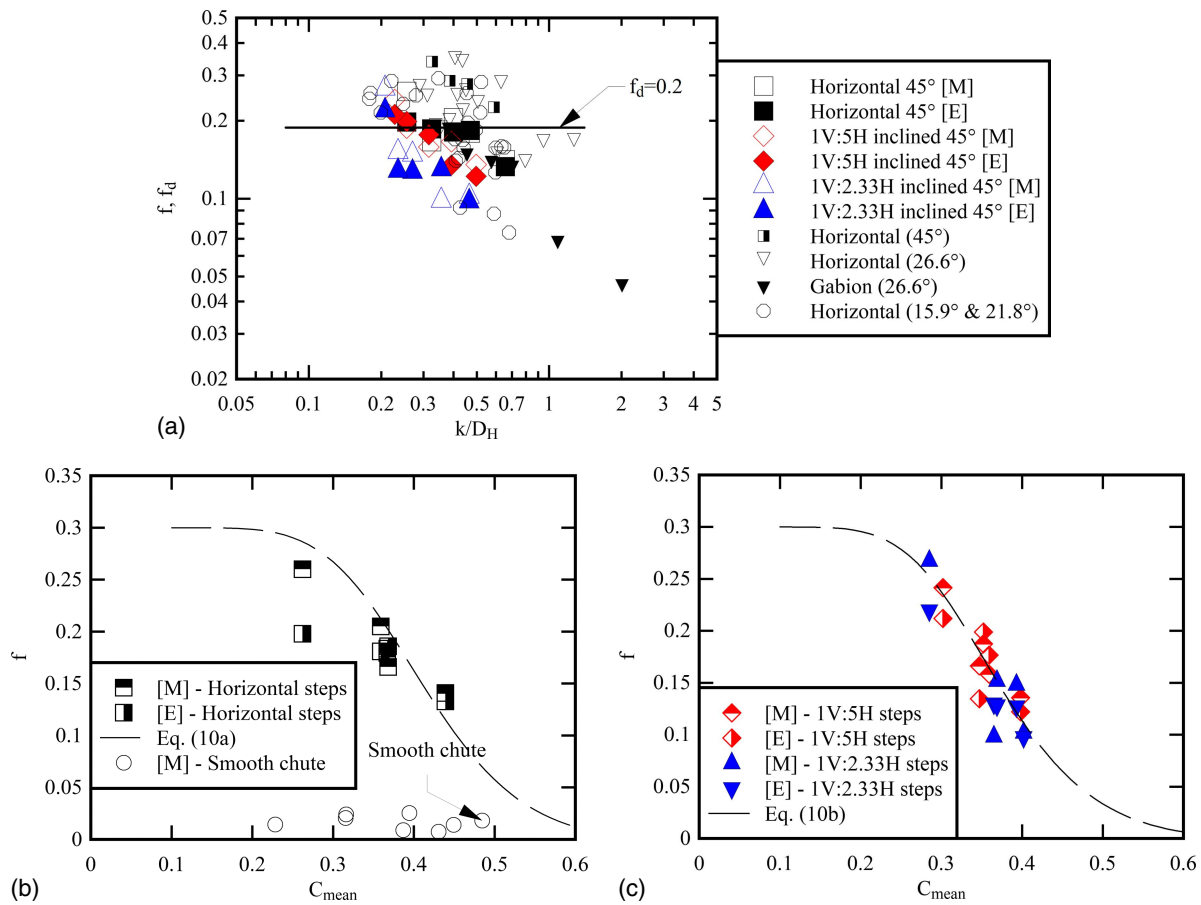 0.5
0.4
0.3
0.2
0.1
0.07
0.05
0.04
0.03
0.02
f, f_d
0.05
0.1
0.2
0.3
0.5
0.7
1
2
3
4
5
k/D_H
f_d=0.2
Horizontal 45° [M]
Horizontal 45° [E]
1V:5H inclined 45° [M]
1V:5H inclined 45° [E]
1V:2.33H inclined 45° [M]
1V:2.33H inclined 45° [E]
Horizontal (45°)
Horizontal (26.6°)
Gabion (26.6°)
Horizontal (15.9° & 21.8°)
(a)
0.35
0.3
0.25
0.2
0.15
0.1
0.05
0
f
0
0.1
0.2
0.3
0.4
0.5
0.6
C_mean
[M] - Horizontal steps
[E] - Horizontal steps
Eq. (10a)
[M] - Smooth chute
Smooth chute
(b)
0.35
0.3
0.25
0.2
0.15
0.1
0.05
0
f
0
0.1
0.2
0.3
0.4
0.5
0.6
C_mean
[M] - 1V:5H steps
[E] - 1V:5H steps
[M] - 1V:2.33H steps
[E] - 1V:2.33H steps
Eq. (10b)
(c)